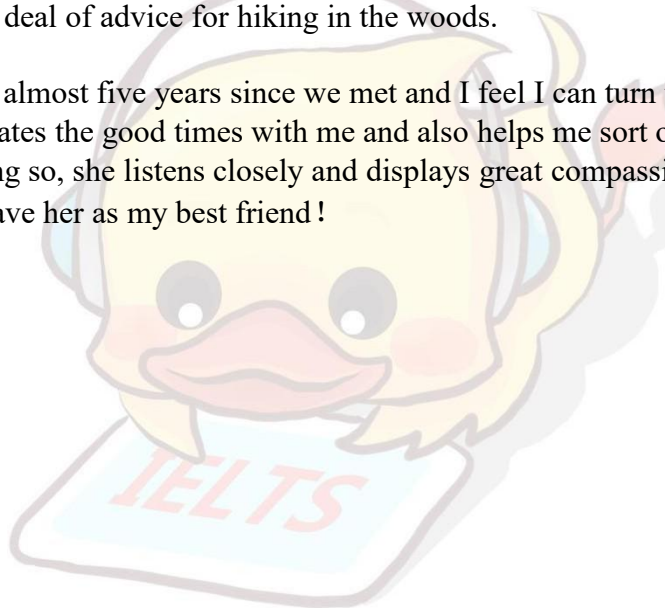 deal of advice for hiking in the woods.
almost five years since we met and I feel I can turn
ates the good times with me and also helps me sort
ng so, she listens closely and displays great
ave her as my best friend!
IELTS